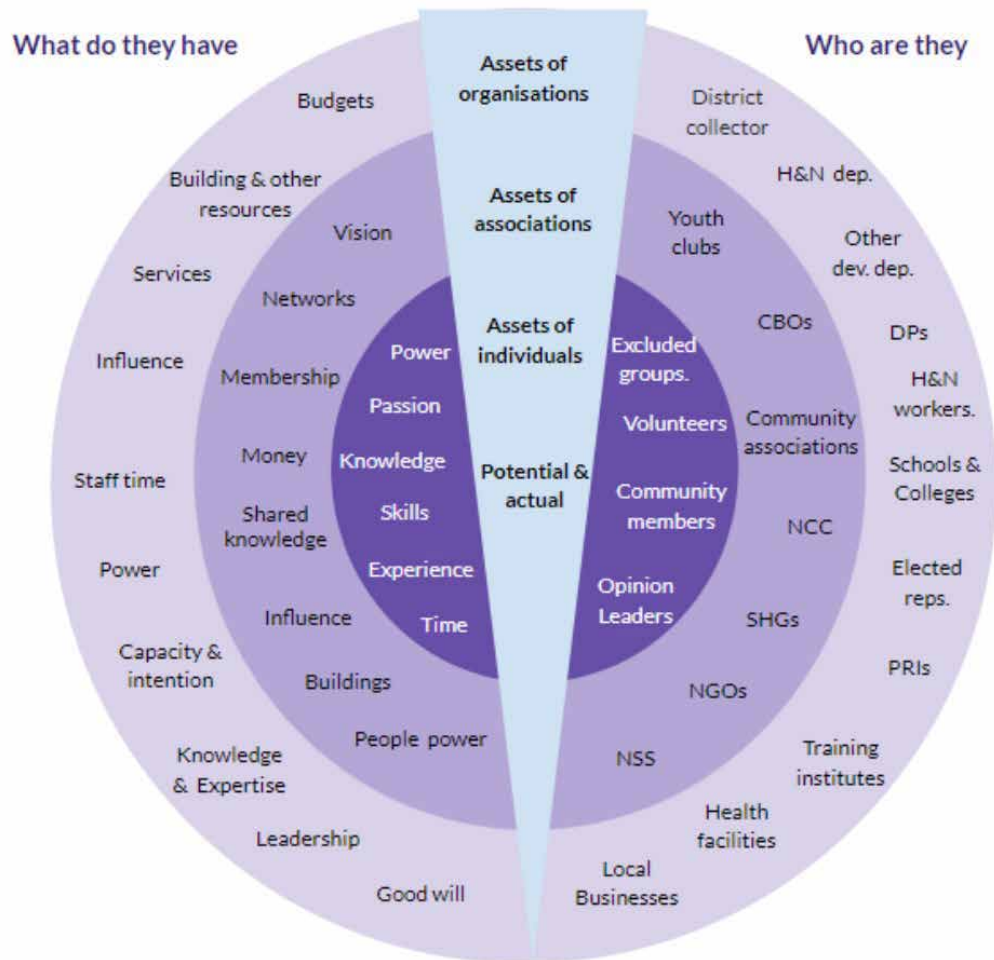 What do they have
Who are they
Assets of
organisations
Assets of
associations
Assets of
individuals
Potential &
actual
Budgets
Building & other
resources
Services
Influence
Staff time
Power
Capacity &
intention
Knowledge
& Expertise
Leadership
Good will
Vision
Networks
Membership
Money
Shared
knowledge
Influence
Buildings
People power
Power
Passion
Knowledge
Skills
Experience
Time
Excluded
groups.
Volunteers
Community
members
Opinion
Leaders
Youth
clubs
CBOs
Community
associations
NCC
SHGs
NGOs
NSS
District
collector
H&N dep.
Other
dev. dep.
DPs
H&N
workers.
Schools &
Colleges
Elected
reps.
PRIs
Training
institutes
Health
facilities
Local
Businesses